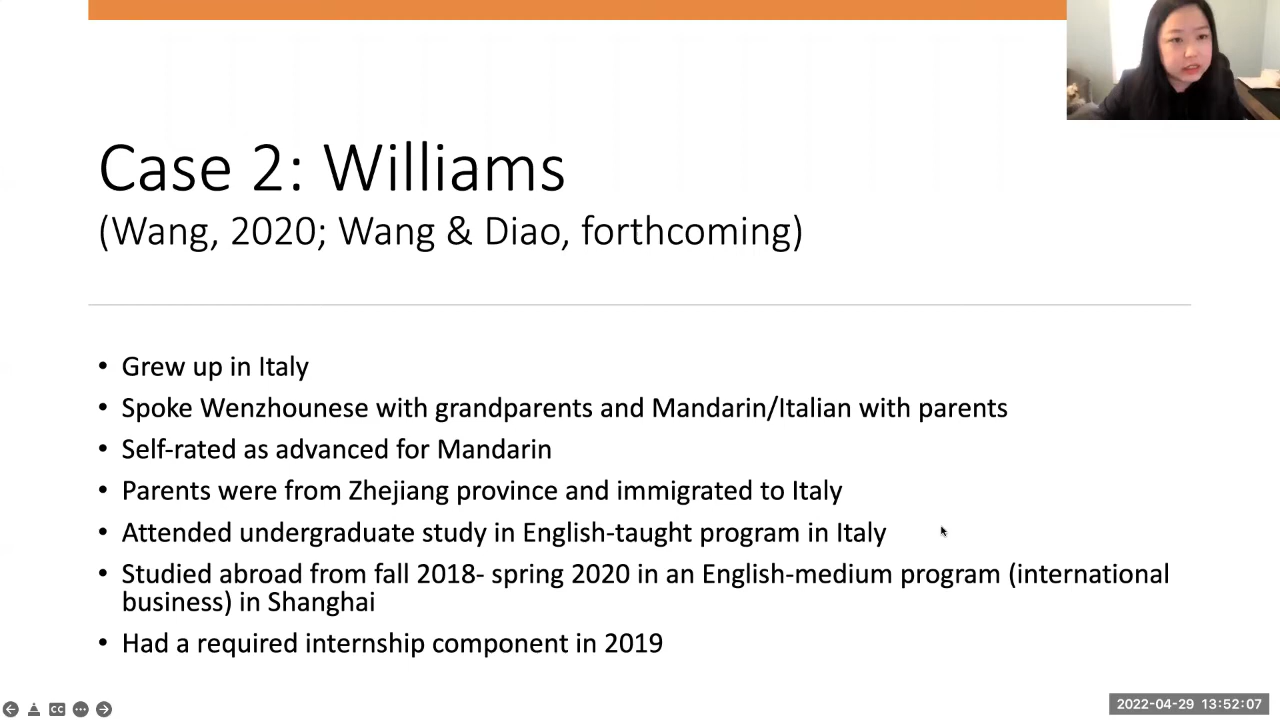 Case 2: Williams
(Wang, 2020; Wang & Diao, forthcoming)
• Grew up in Italy
• Spoke Wenzhounese with grandparents and Mandarin/Italian with parents
• Self-rated as advanced for Mandarin
• Parents were from Zhejiang province and immigrated to Italy
• Attended undergraduate study in English-taught program in Italy
• Studied abroad from fall 2018- spring 2020 in an English-medium program (international
business) in Shanghai
• Had a required internship component in 2019
CC
2022-04-29 13:52:07